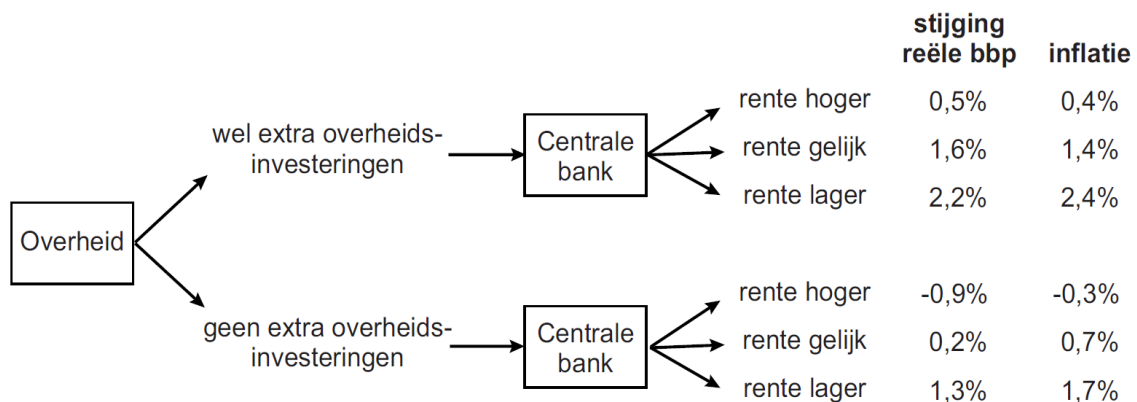 stijging
reële bbp inflatie
rente hoger 0,5% 0,4%
wel extra overheids-
investeringen
Centrale
bank
rente gelijk 1,6% 1,4%
rente lager 2,2% 2,4%
Overheid
rente hoger -0,9% -0,3%
geen extra overheids-
investeringen
Centrale
bank
rente gelijk 0,2% 0,7%
rente lager 1,3% 1,7%